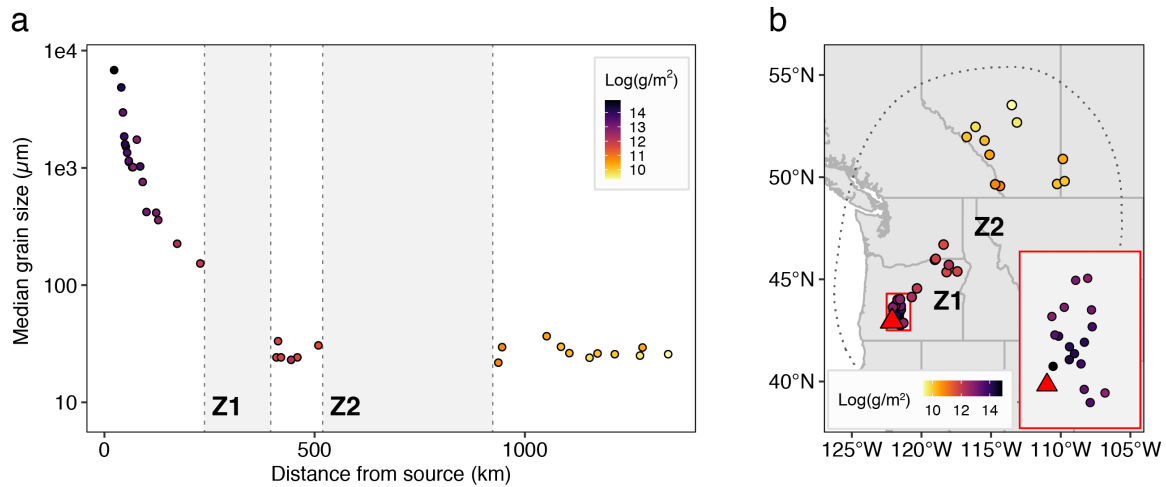 a
Median grain size (µm)
1e4
1e3
100
10
Log(g/m²)
14
13
12
11
10
Z1
Z2
0
500
1000
Distance from source (km)
b
55°N
50°N
45°N
40°N
Z2
Z1
Log(g/m²)
10 12 14
125°W 120°W 115°W 110°W 105°W